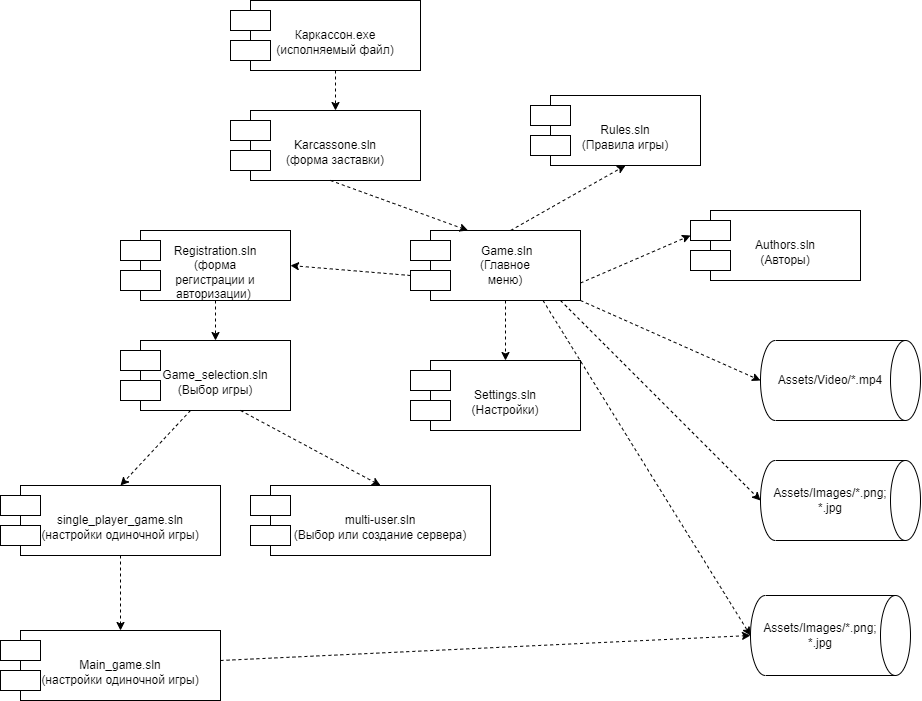 Каркассон.exe
(исполняемый файл)
Karcassone.sln
(форма заставки)
Rules.sln
(Правила игры)
Registration.sln
(форма
регистрации и
авторизации)
Game.sln
(Главное
меню)
Authors.sln
(Авторы)
Game_selection.sln
(Выбор игры)
Settings.sln
(Настройки)
Assets/Video/*.mp4
single_player_game.sln
(настройки одиночной игры)
multi-user.sln
(Выбор или создание сервера)
Assets/Images/*.png;
*.jpg
Main_game.sln
(настройки одиночной игры)
Assets/Images/*.png;
*.jpg